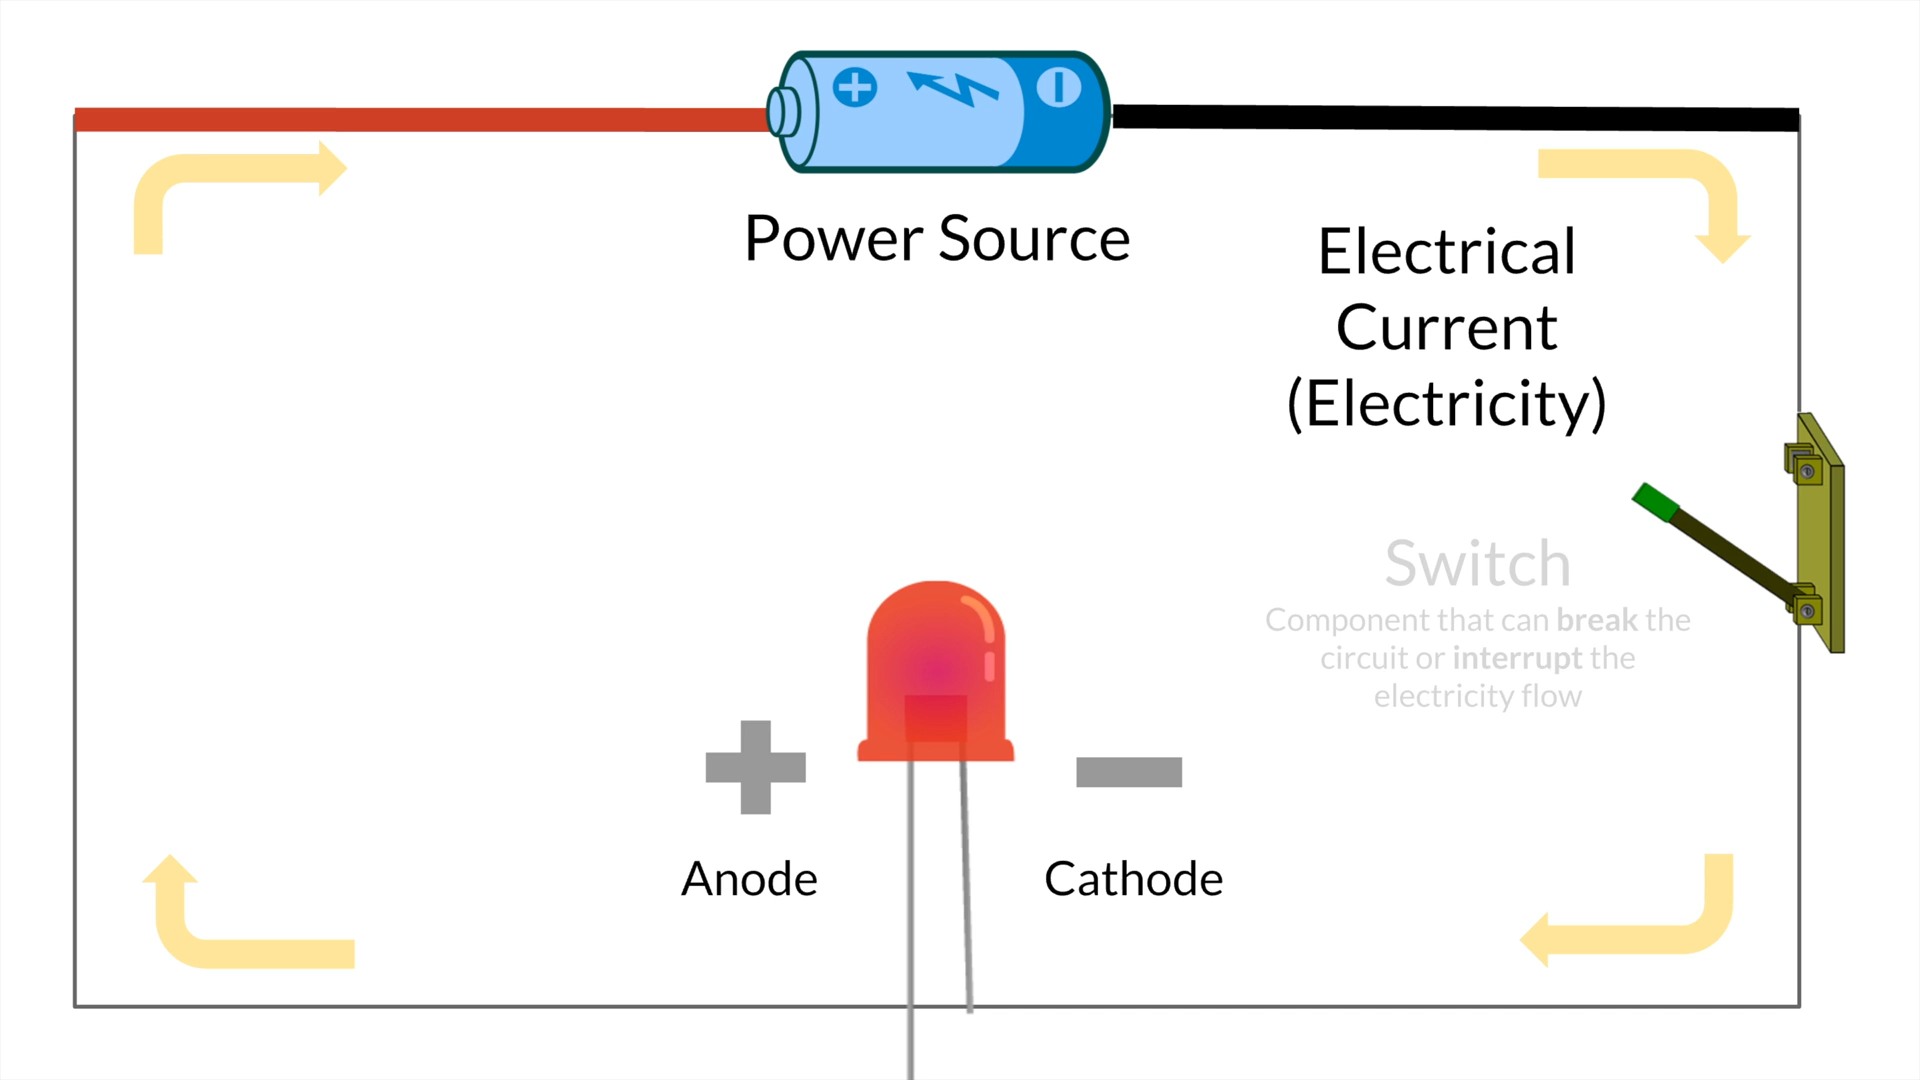 Power Source
Electrical
Current
(Electricity)
Switch
Component that can break the
circuit or interrupt the
electricity flow
Anode
Cathode